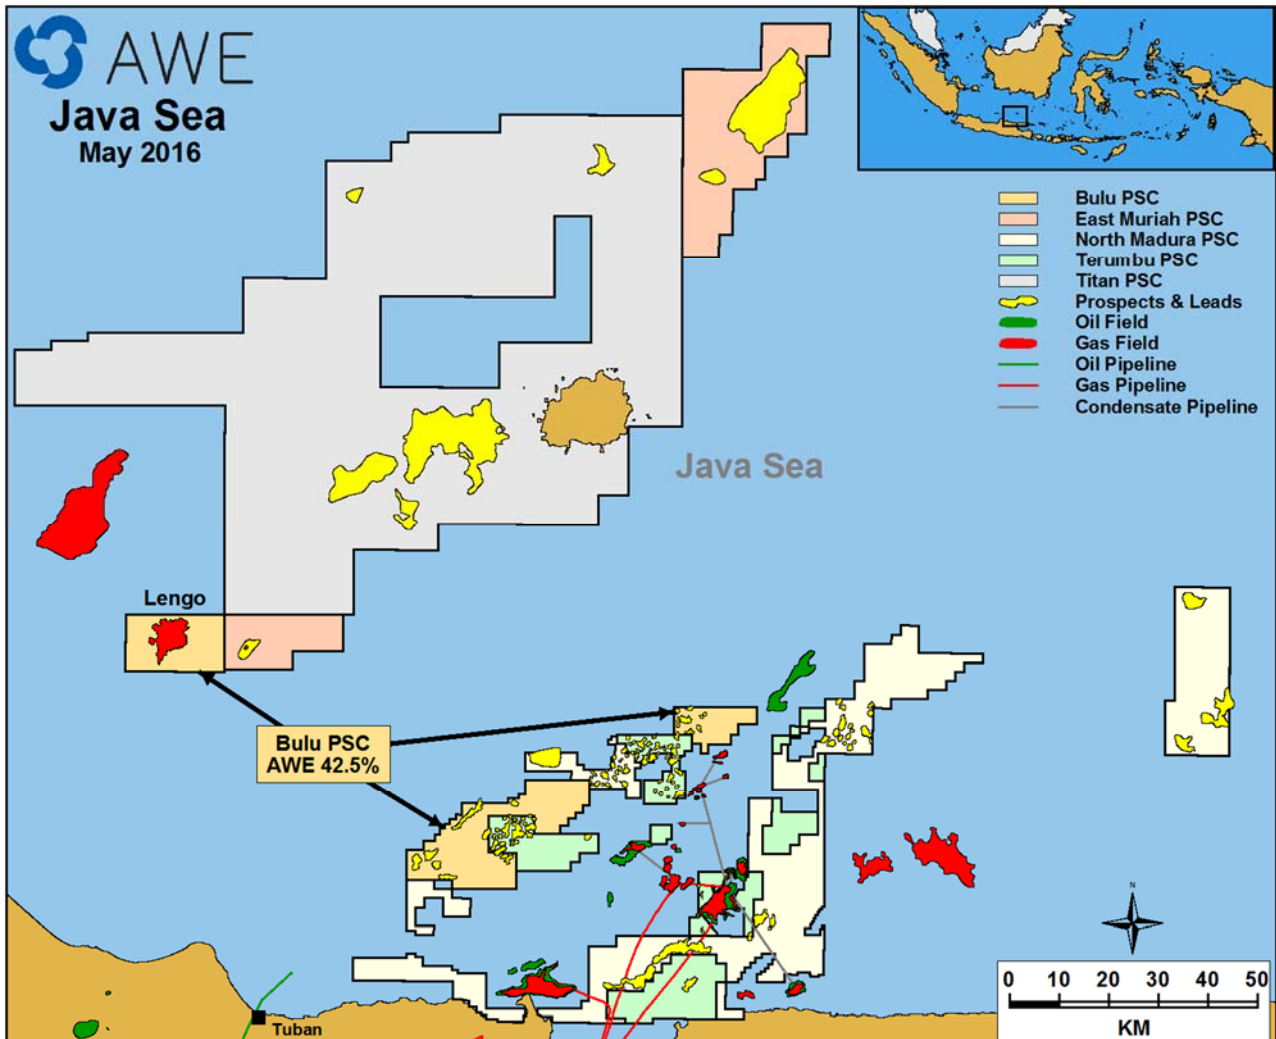 AWE
Java Sea
May 2016
Bulu PSC
East Muriah PSC
North Madura PSC
Terumbu PSC
Titan PSC
Prospects & Leads
Oil Field
Gas Field
Oil Pipeline
Gas Pipeline
Condensate Pipeline
Java Sea
Lengo
Bulu PSC
AWE 42.5%
N
0 10 20 30 40 50
KM
Tuban